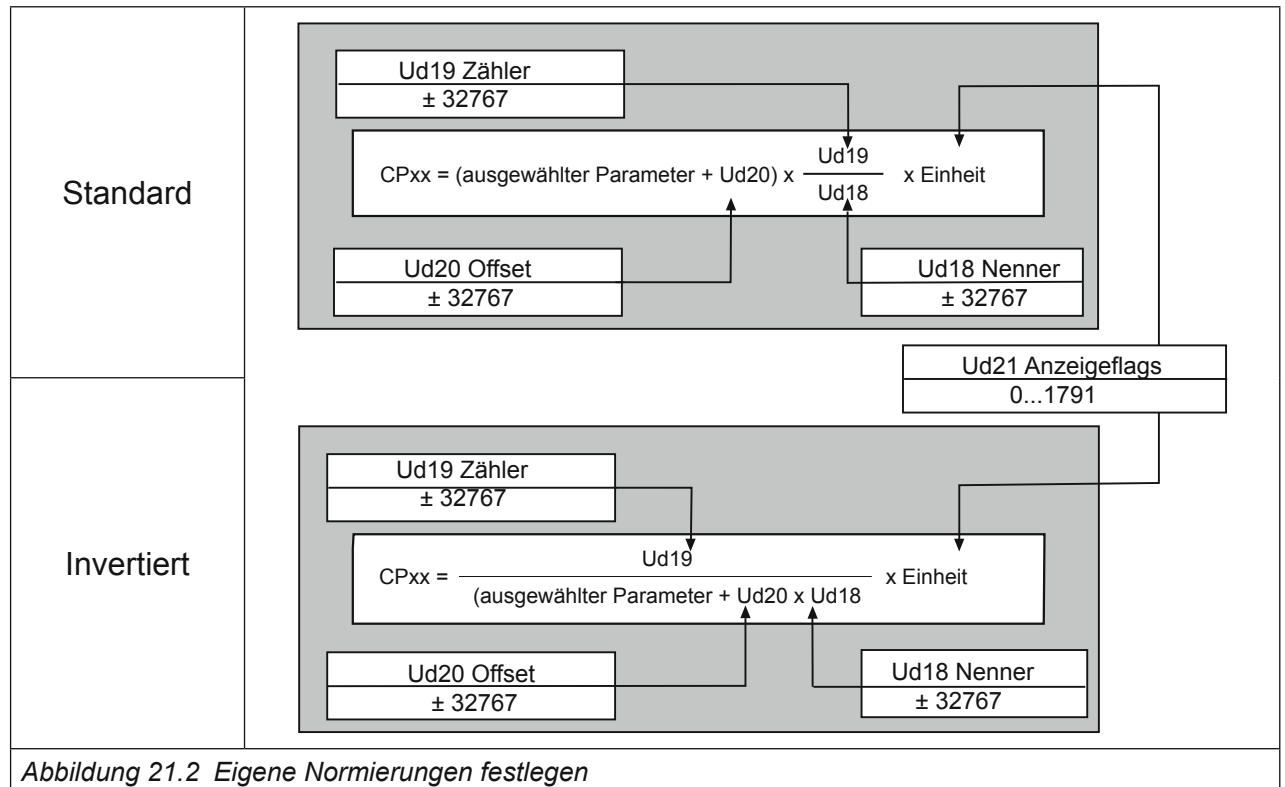 Standard
Ud19 Zähler
± 32767
Ud19
CPxx = (ausgewählter Parameter + Ud20) x
x Einheit
Ud18
Ud20 Offset
± 32767
Ud18 Nenner
± 32767
Ud21 Anzeigeflags
0...1791
Invertiert
Ud19 Zähler
± 32767
Ud19
CPxx =
x Einheit
(ausgewählter Parameter + Ud20 x Ud18
Ud20 Offset
± 32767
Ud18 Nenner
± 32767
Abbildung 21.2 Eigene Normierungen festlegen